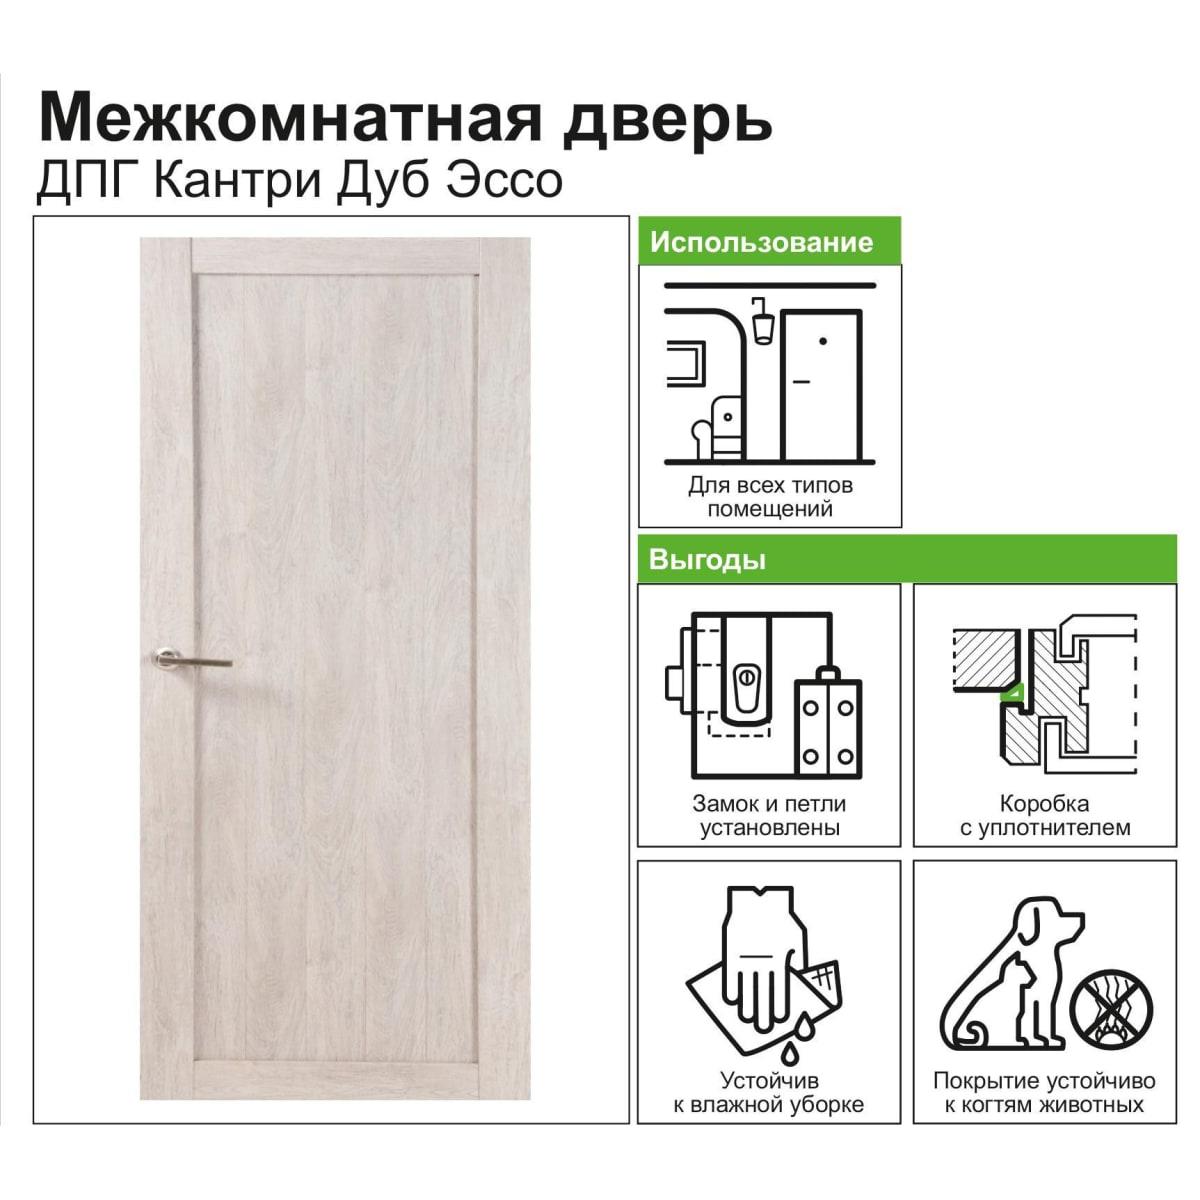 Межкомнатная дверь
ДПГ Кантри Дуб Эссо
Использование
Для всех типов
помещений
Выгоды
Замок и петли
установлены
Коробка
с уплотнителем
Устойчив
к влажной уборке
Покрытие устойчиво
к когтям животных